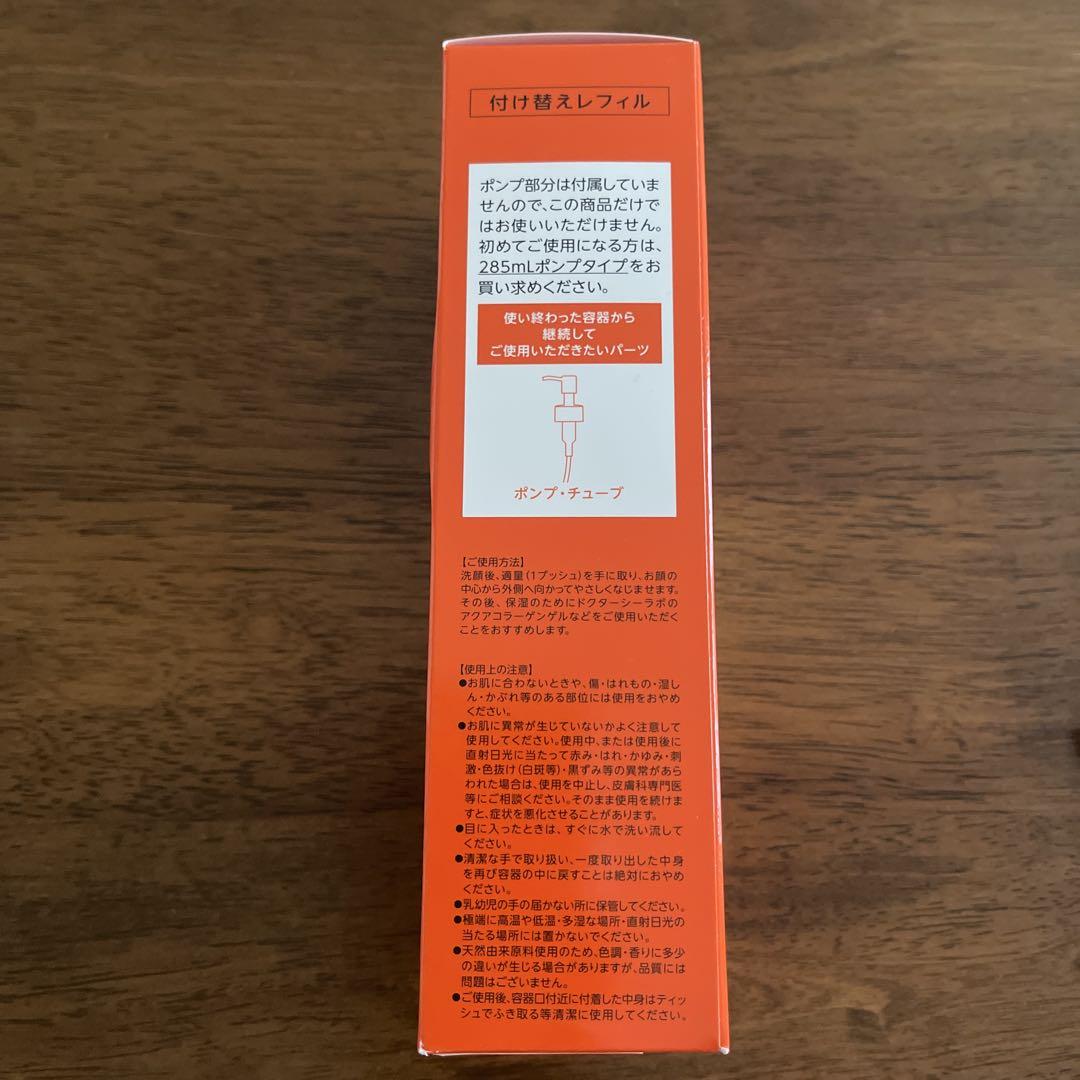 付け替えレフィル
ポンプ部分は付属していま
せんので、この商品だけで
はお使いいただけません。
初めてご使用になる方は、
285mLポンプタイプをお
買い求めください。
使い終わった容器から
継続して
ご使用いただきたいパーツ
ポンプ・チューブ
【ご使用方法】
洗顔後、適量(1プッシュ)を手に取り、お顔の
中心から外側へ向かってやさしくなじませます。
その後、保湿のためにドクターシーラボの
アクアコラーゲンゲルなどをご使用いただく
ことをおすすめします。
【使用上の注意】
●お肌に合わないときや、傷・はれもの・湿し
ん・かぶれ等のある部位には使用をおやめ
ください。
●お肌に異常が生じていないかよく注意して
使用してください。使用中、または使用後に
直射日光に当たって赤み・はれ・かゆみ・刺
激・色抜け(白斑等)・黒ずみ等の異常があら
われた場合は、使用を中止し、皮膚科専門医
等にご相談ください。そのまま使用を続けま
すと、症状を悪化させることがあります。
●目に入ったときは、すぐに水で洗い流して
ください。
●清潔な手で取り扱い、一度取り出した中身
を再び容器の中に戻すことは絶対におやめ
ください。
●乳幼児の手の届かない所に保管してください。
●極端に高温や低温・多湿な場所・直射日光の
当たる場所には置かないでください。
●天然由来原料使用のため、色調・香りに多少
の違いが生じる場合がありますが、品質には
問題はございません。
●ご使用後、容器口付近に付着した中身はティッ
シュでふき取る等清潔に使用してください。